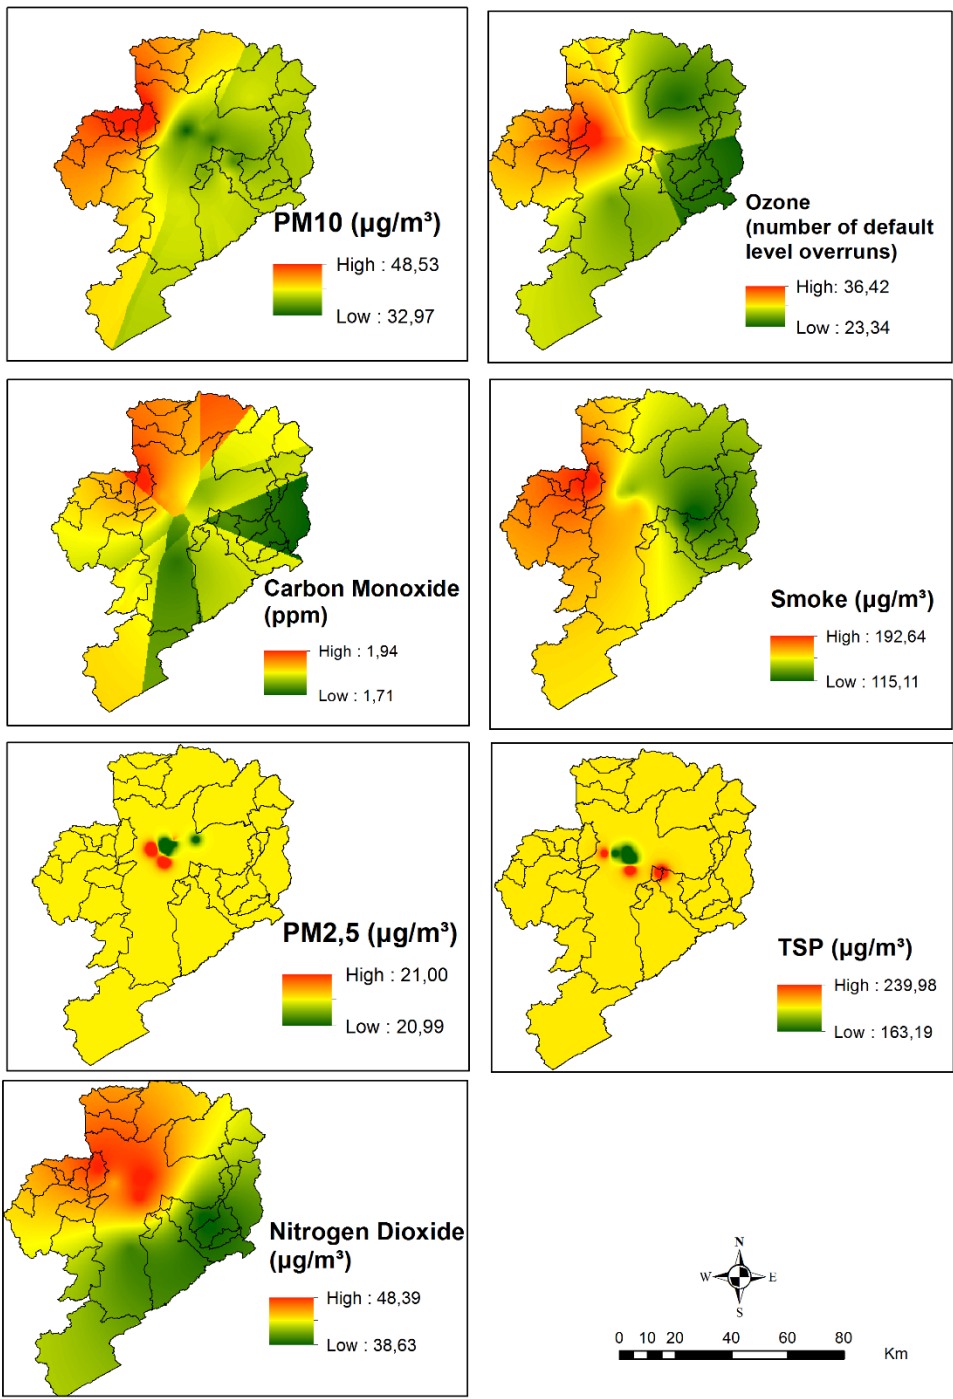 PM10 (µg/m³)
High : 48,53
Low : 32,97
Ozone
(number of default
level overruns)
High: 36,42
Low : 23,34
Carbon Monoxide
(ppm)
High : 1,94
Low : 1,71
Smoke (µg/m³)
High : 192,64
Low : 115,11
PM2,5 (µg/m³)
High : 21,00
Low : 20,99
TSP (µg/m³)
High : 239,98
Low : 163,19
Nitrogen Dioxide
(µg/m³)
High : 48,39
Low : 38,63
N
W E
S
0 10 20 40 60 80
Km